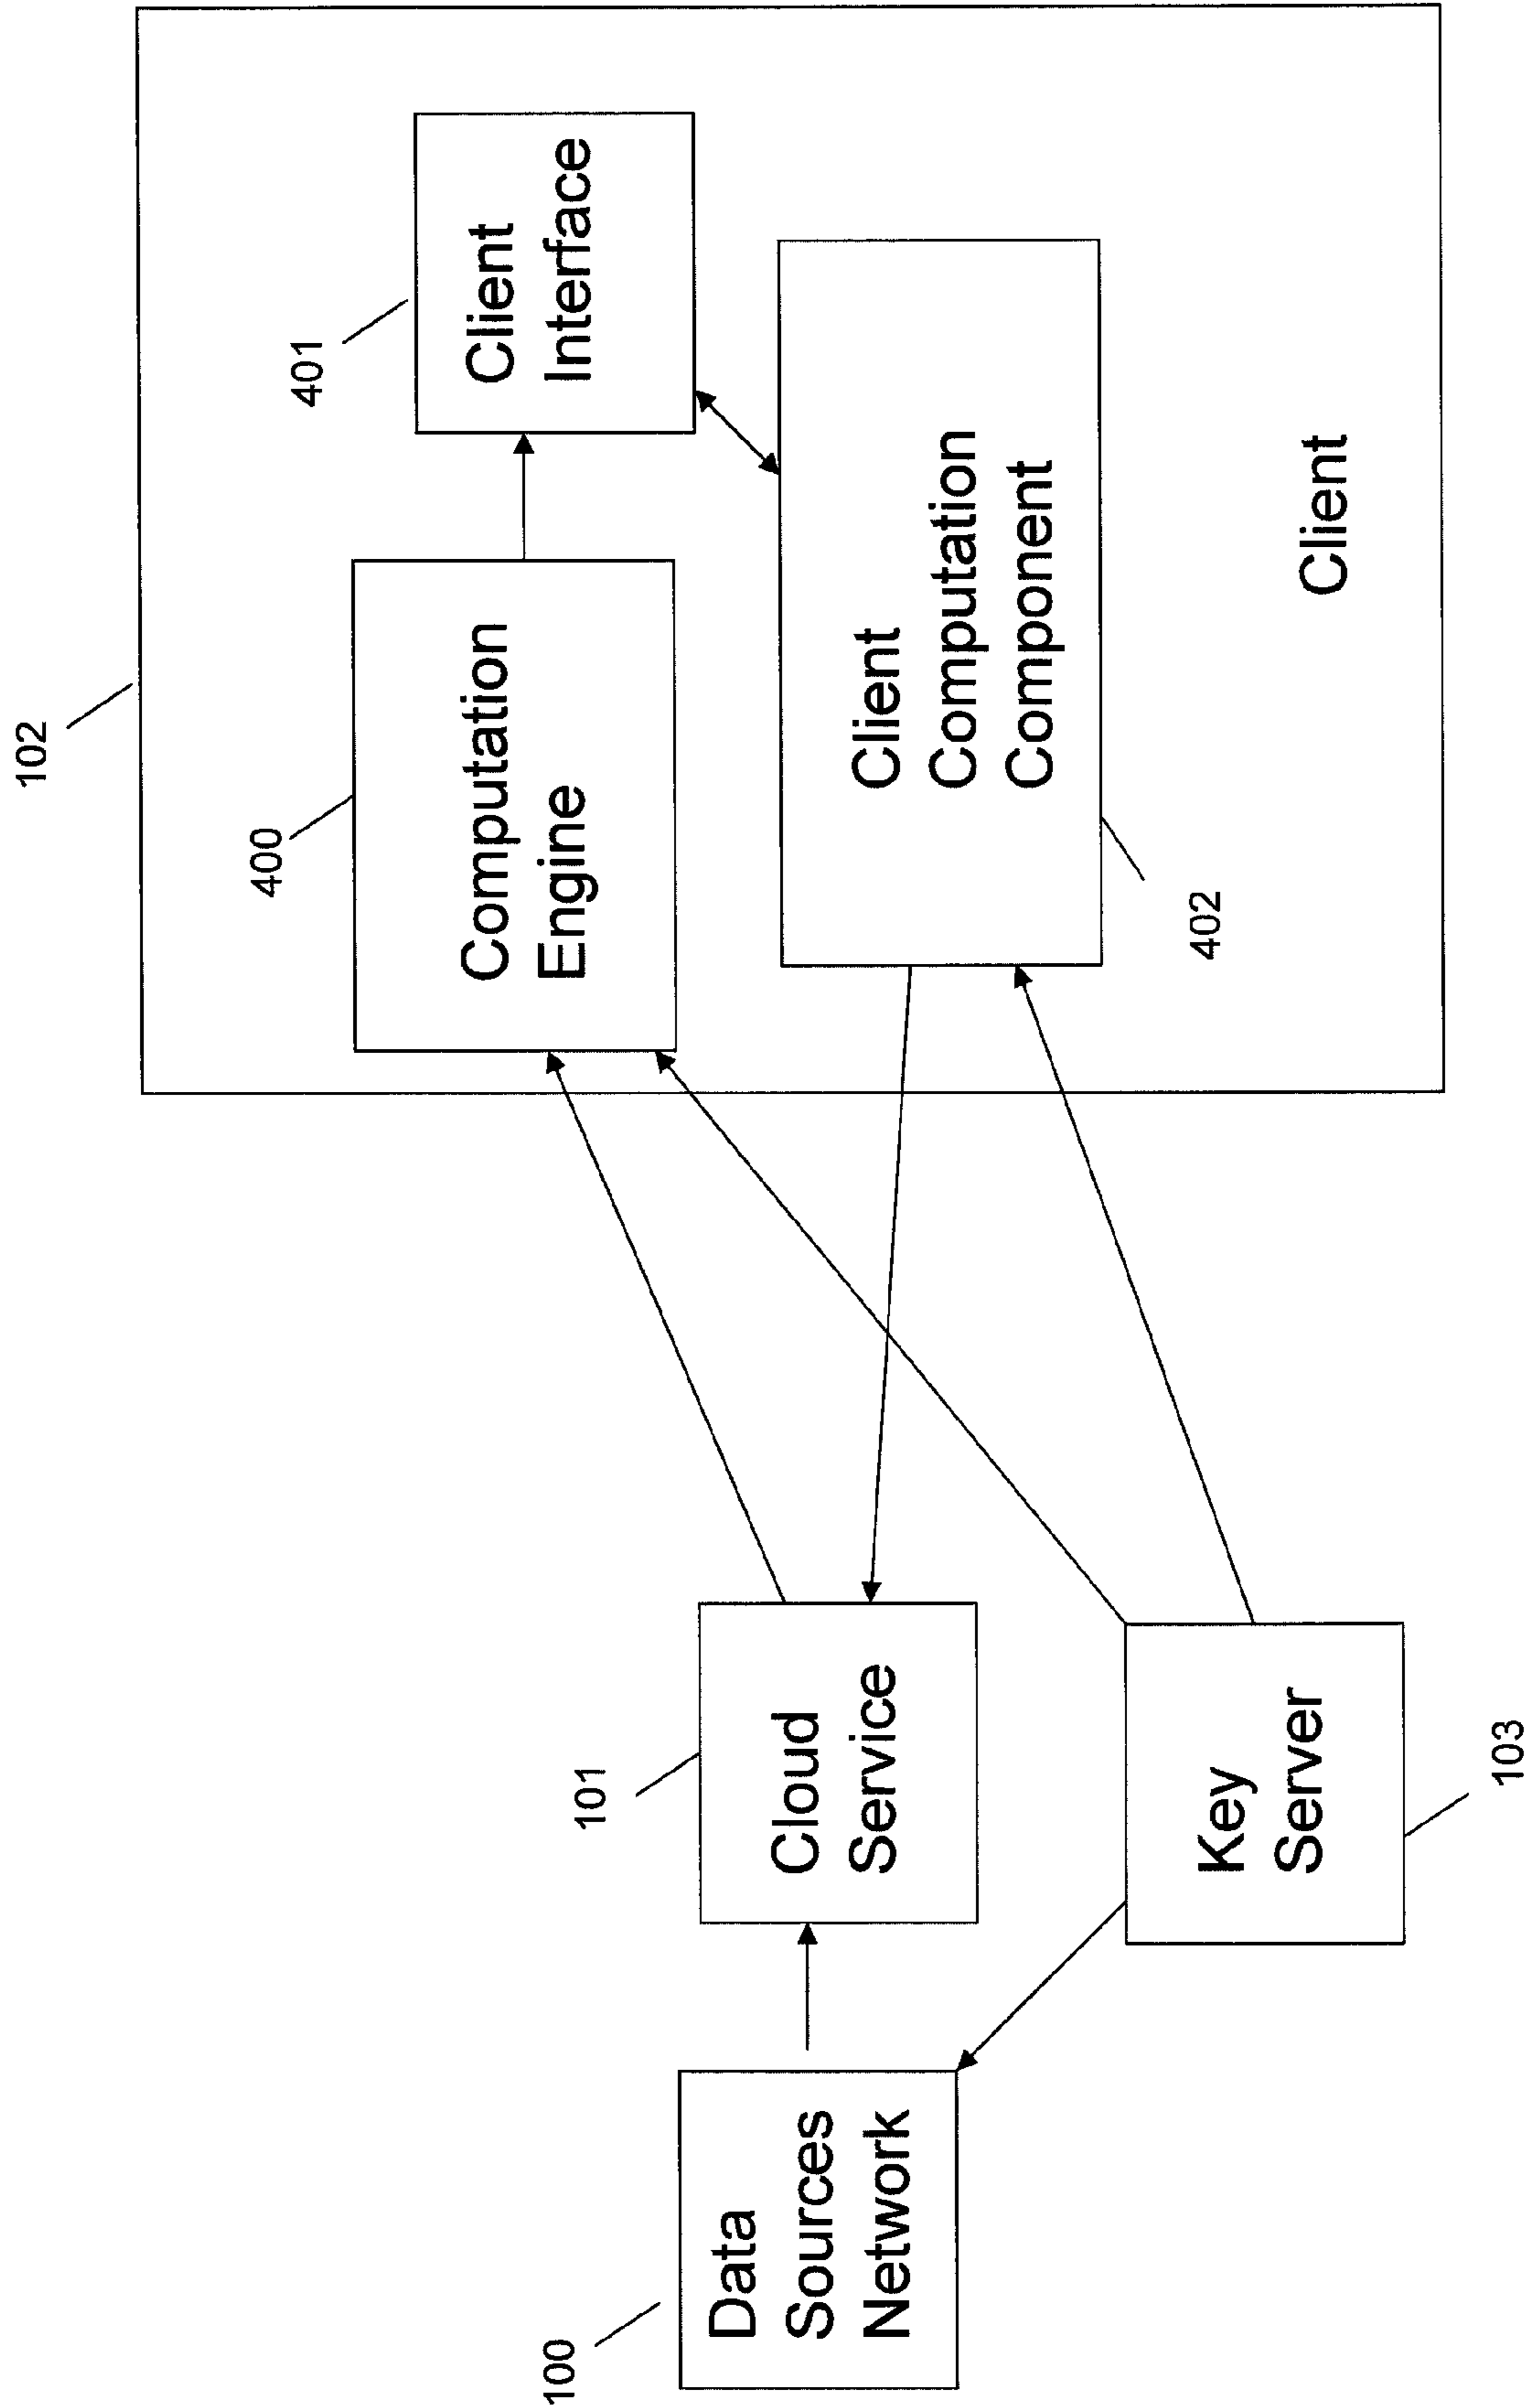 102
401
Client
Interface
400
Computation
Engine
Client
Computation
Component
402
Client
101
Cloud
Service
Key
Server
103
100
Data
Sources
Network